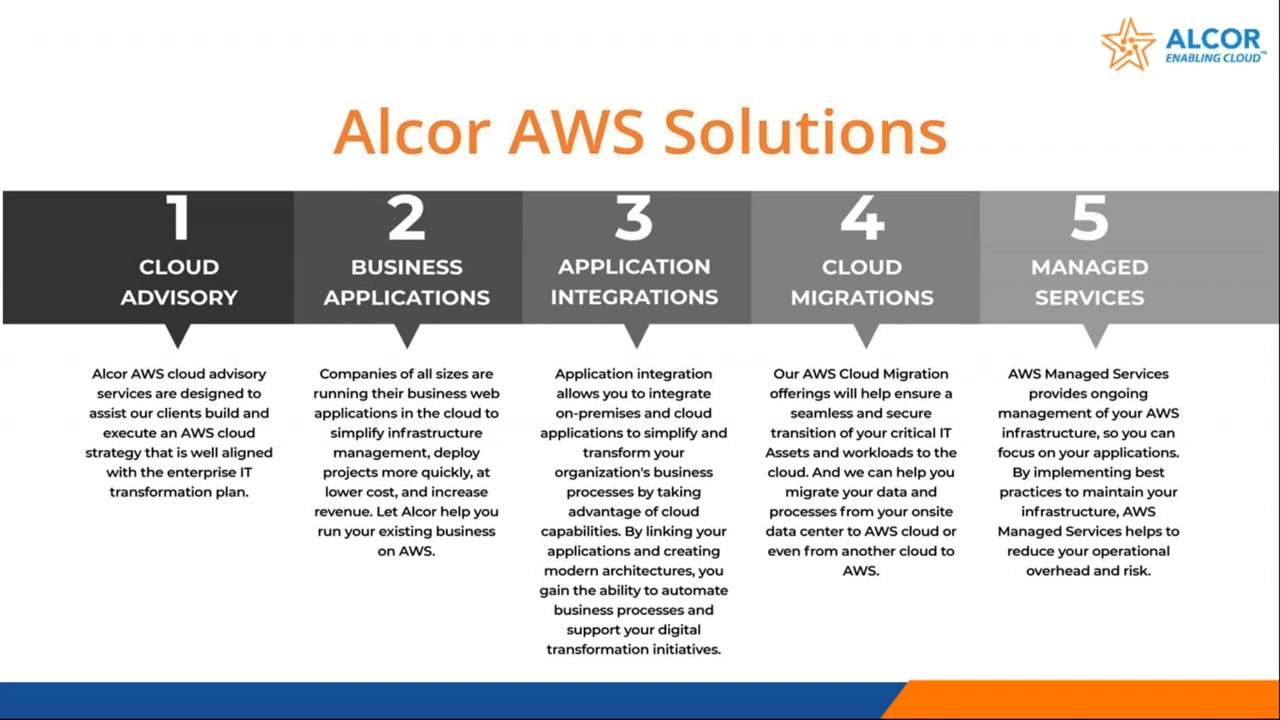 ALCOR
ENABLING CLOUD™
Alcor AWS Solutions
1
CLOUD
ADVISORY
Alcor AWS cloud advisory
services are designed to
assist our clients build and
execute an AWS cloud
strategy that is well aligned
with the enterprise IT
transformation plan.
2
BUSINESS
APPLICATIONS
Companies of all sizes are
running their business web
applications in the cloud to
simplify infrastructure
management, deploy
projects more quickly, at
lower cost, and increase
revenue. Let Alcor help you
run your existing business
on AWS.
3
APPLICATION
INTEGRATIONS
Application integration
allows you to integrate
on-premises and cloud
applications to simplify and
transform your
organization's business
processes by taking
advantage of cloud
capabilities. By linking your
applications and creating
modern architectures, you
gain the ability to automate
business processes and
support your digital
transformation initiatives.
4
CLOUD
MIGRATIONS
Our AWS Cloud Migration
offerings will help ensure a
seamless and secure
transition of your critical IT
Assets and workloads to the
cloud. And we can help you
migrate your data and
processes from your onsite
data center to AWS cloud or
even from another cloud to
AWS.
5
MANAGED
SERVICES
AWS Managed Services
provides ongoing
management of your AWS
infrastructure, so you can
focus on your applications.
By implementing best
practices to maintain your
infrastructure, AWS
Managed Services helps to
reduce your operational
overhead and risk.